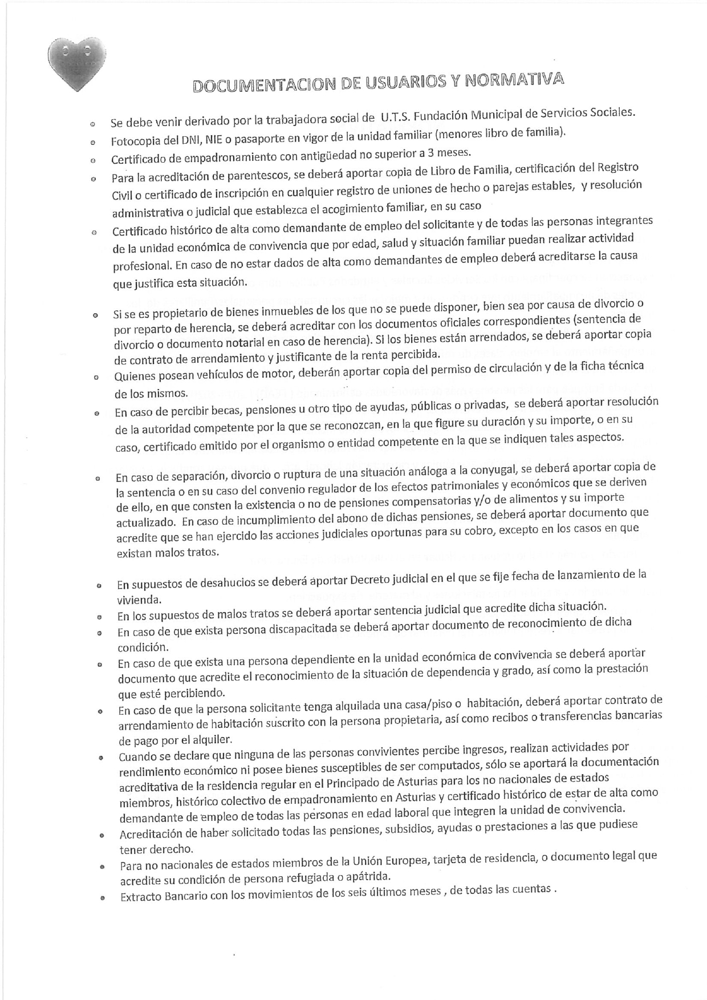 DOCUMENTACION DE USUARIOS Y NORMATIVA
Se debe venir derivado por la trabajadora social de U.T.S. Fundación Municipal de Servicios Sociales.
Fotocopia del DNI, NIE o pasaporte en vigor de la unidad familiar (menores libro de familia).
Certificado de empadronamiento con antigüedad no superior a 3 meses.
Para la acreditación de parentescos, se deberá aportar copia de Libro de Familia, certificación del Registro
Civil o certificado de inscripción en cualquier registro de uniones de hecho o parejas estables, y resolución
administrativa o judicial que establezca el acogimiento familiar, en su caso
Certificado histórico de alta como demandante de empleo del solicitante y de todas las personas integrantes
de la unidad económica de convivencia que por edad, salud y situación familiar puedan realizar actividad
profesional. En caso de no estar dados de alta como demandantes de empleo deberá acreditarse la causa
que justifica esta situación.
Si se es propietario de bienes inmuebles de los que no se puede disponer, bien sea por causa de divorcio o
por reparto de herencia, se deberá acreditar con los documentos oficiales correspondientes (sentencia de
divorcio o documento notarial en caso de herencia). Si los bienes están arrendados, se deberá aportar copia
de contrato de arrendamiento y justificante de la renta percibida.
Quienes posean vehículos de motor, deberán aportar copia del permiso de circulación y de la ficha técnica
de los mismos.
En caso de percibir becas, pensiones u otro tipo de ayudas, públicas o privadas, se deberá aportar resolución
de la autoridad competente por la que se reconozcan, en la que figure su duración y su importe, o en su
caso, certificado emitido por el organismo o entidad competente en la que se indiquen tales aspectos.
En caso de separación, divorcio o ruptura de una situación análoga a la conyugal, se deberá aportar copia de
la sentencia o en su caso del convenio regulador de los efectos patrimoniales y económicos que se deriven
de ello, en que consten la existencia o no de pensiones compensatorias y/o de alimentos y su importe
actualizado. En caso de incumplimiento del abono de dichas pensiones, se deberá aportar documento que
acredite que se han ejercido las acciones judiciales oportunas para su cobro, excepto en los casos en que
existan malos tratos.
En supuestos de desahucios se deberá aportar Decreto judicial en el que se fije fecha de lanzamiento de la
vivienda.
En los supuestos de malos tratos se deberá aportar sentencia judicial que acredite dicha situación.
En caso de que exista persona discapacitada se deberá aportar documento de reconocimiento de dicha
condición.
En caso de que exista una persona dependiente en la unidad económica de convivencia se deberá aportar
documento que acredite el reconocimiento de la situación de dependencia y grado, así como la prestación
que esté percibiendo.
En caso de que la persona solicitante tenga alquilada una casa/piso o habitación, deberá aportar contrato de
arrendamiento de habitación suscrito con la persona propietaria, así como recibos o transferencias bancarias
de pago por el alquiler.
Cuando se declare que ninguna de las personas convivientes percibe ingresos, realizan actividades por
rendimiento económico ni posee bienes susceptibles de ser computados, sólo se aportará la documentación
acreditativa de la residencia regular en el Principado de Asturias para los no nacionales de estados
miembros, histórico colectivo de empadronamiento en Asturias y certificado histórico de estar de alta como
demandante de empleo de todas las personas en edad laboral que integren la unidad de convivencia.
Acreditación de haber solicitado todas las pensiones, subsidios, ayudas o prestaciones a las que pudiese
tener derecho.
Para no nacionales de estados miembros de la Unión Europea, tarjeta de residencia, o documento legal que
acredite su condición de persona refugiada o apátrida.
Extracto Bancario con los movimientos de los seis últimos meses , de todas las cuentas .